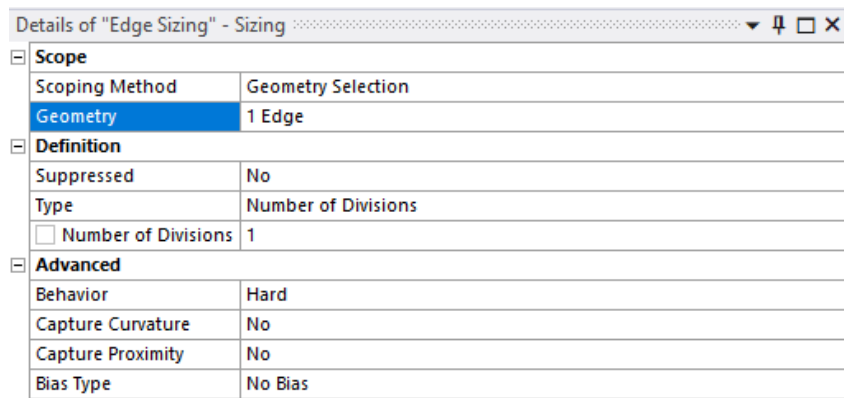 Details of "Edge Sizing" - Sizing
Scope
Scoping Method Geometry Selection
Geometry 1 Edge
Definition
Suppressed No
Type Number of Divisions
Number of Divisions 1
Advanced
Behavior Hard
Capture Curvature No
Capture Proximity No
Bias Type No Bias